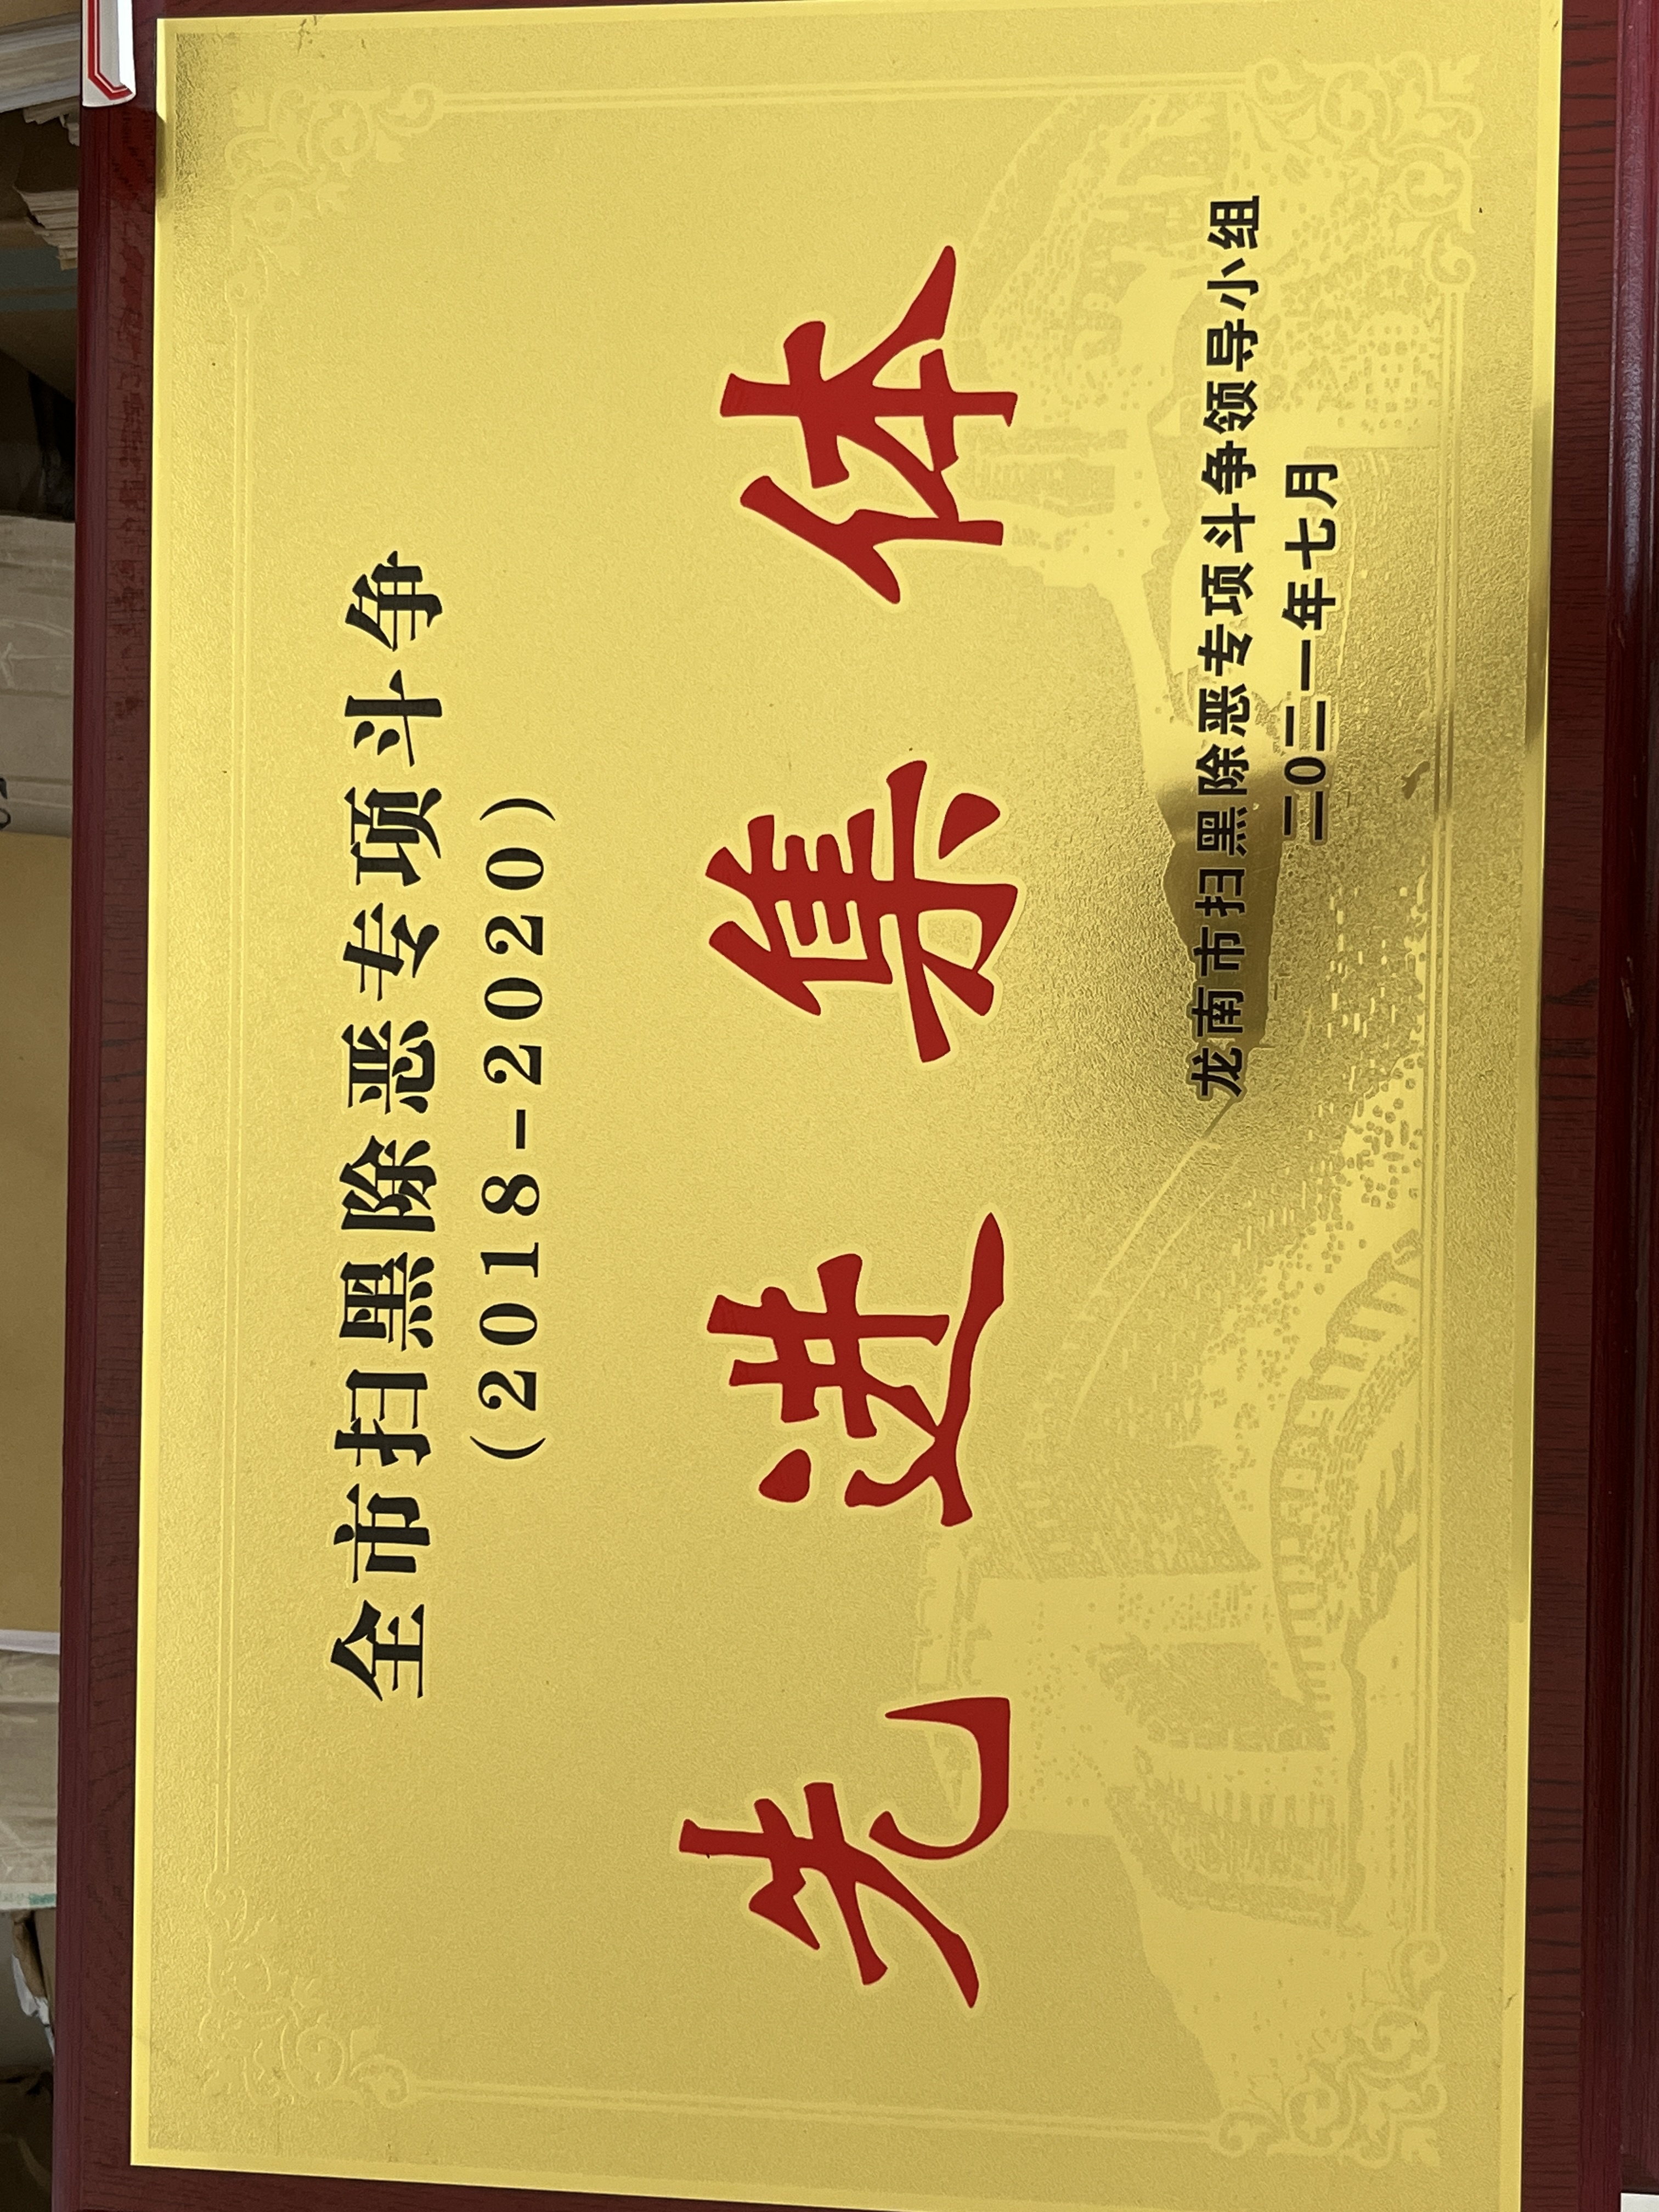 全市扫黑除恶专项斗争
（2018-2020）
先进集体
龙南市扫黑除恶专项斗争领导小组
二〇二一年七月